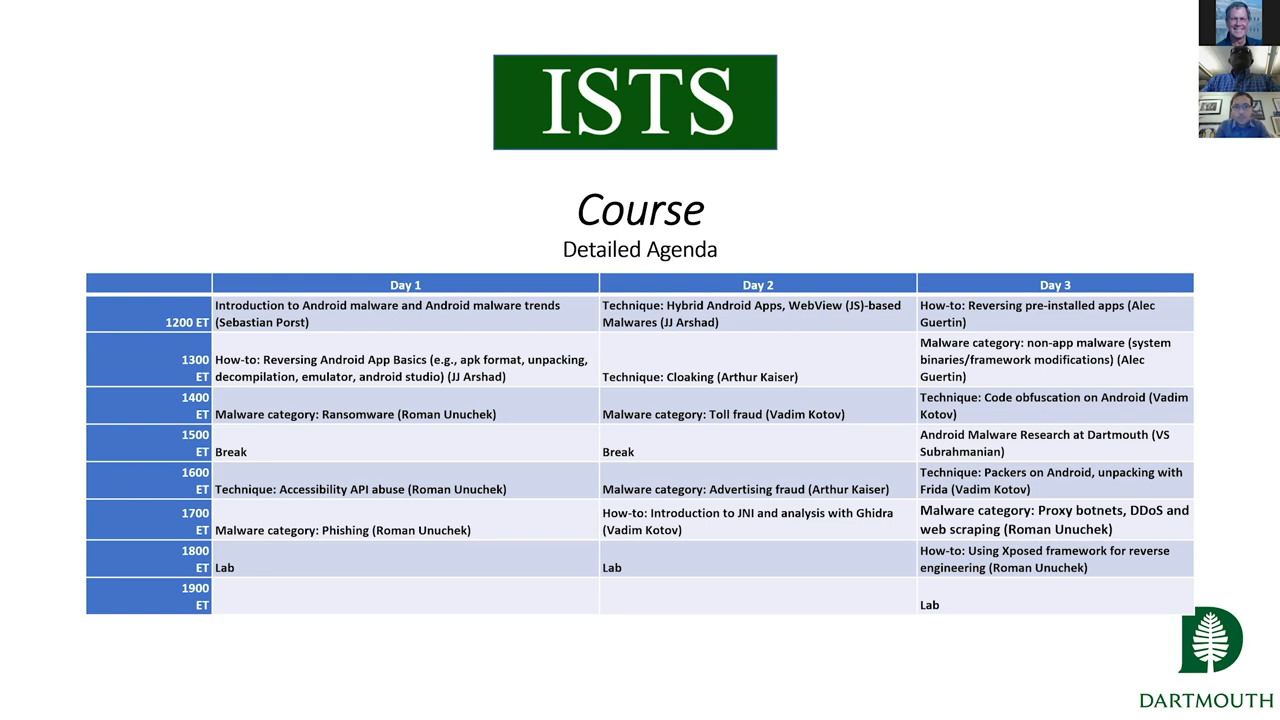 ISTS
Course
Detailed Agenda
Day 1
Day 2
Day 3
1200 ET
Introduction to Android malware and Android malware trends
(Sebastian Porst)
Technique: Hybrid Android Apps, WebView (JS)-based
Malwares (JJ Arshad)
How-to: Reversing pre-installed apps (Alec
Guertin)
1300
ET
How-to: Reversing Android App Basics (e.g., apk format, unpacking,
decompilation, emulator, android studio) (JJ Arshad)
Technique: Cloaking (Arthur Kaiser)
Malware category: non-app malware (system
binaries/framework modifications) (Alec
Guertin)
1400
ET
Malware category: Ransomware (Roman Unuchek)
Malware category: Toll fraud (Vadim Kotov)
Technique: Code obfuscation on Android (Vadim
Kotov)
1500
ET
Break
Break
Android Malware Research at Dartmouth (VS
Subrahmanian)
1600
ET
Technique: Accessibility API abuse (Roman Unuchek)
Malware category: Advertising fraud (Arthur Kaiser)
Technique: Packers on Android, unpacking with
Frida (Vadim Kotov)
1700
ET
Malware category: Phishing (Roman Unuchek)
How-to: Introduction to JNI and analysis with Ghidra
(Vadim Kotov)
Malware category: Proxy botnets, DDoS and
web scraping (Roman Unuchek)
1800
ET
Lab
Lab
How-to: Using Xposed framework for reverse
engineering (Roman Unuchek)
1900
ET
Lab
D
DARTMOUTH